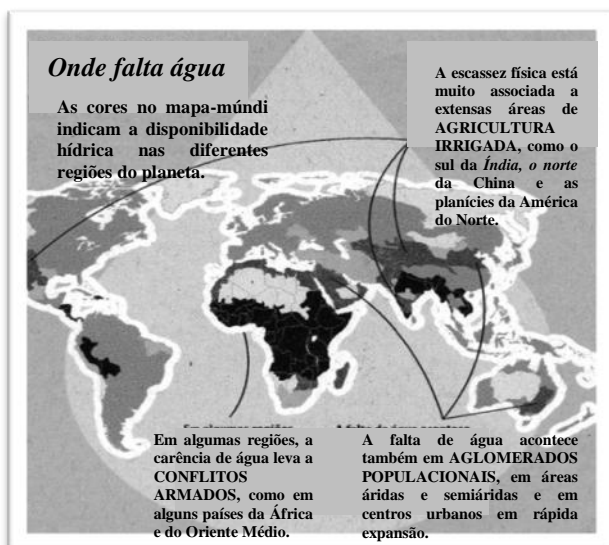 Onde falta água
As cores no mapa-múndi
indicam a disponibilidade
hídrica nas diferentes
regiões do planeta.
A escassez física está
muito associada a
extensas áreas de
AGRICULTURA
IRRIGADA, como o
sul da Índia, o norte
da China e as
planícies da América
do Norte.
Em algumas regiões, a
carência de água leva a
CONFLITOS
ARMADOS, como em
alguns países da África
e do Oriente Médio.
A falta de água acontece
também em AGLOMERADOS
POPULACIONAIS, em áreas
áridas e semiáridas e em
centros urbanos em rápida
expansão.